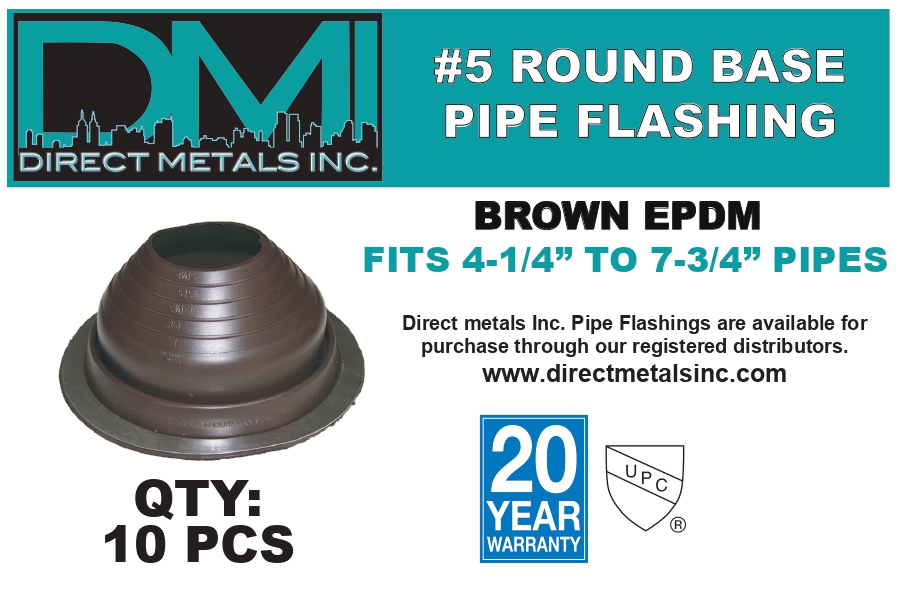 DMI
DIRECT METALS INC.
#5 ROUND BASE
PIPE FLASHING
BROWN EPDM
FITS 4-1/4” TO 7-3/4” PIPES
Direct metals Inc. Pipe Flashings are available for
purchase through our registered distributors.
www.directmetalsinc.com
QTY:
10 PCS
20
YEAR
WARRANTY
UPC
®